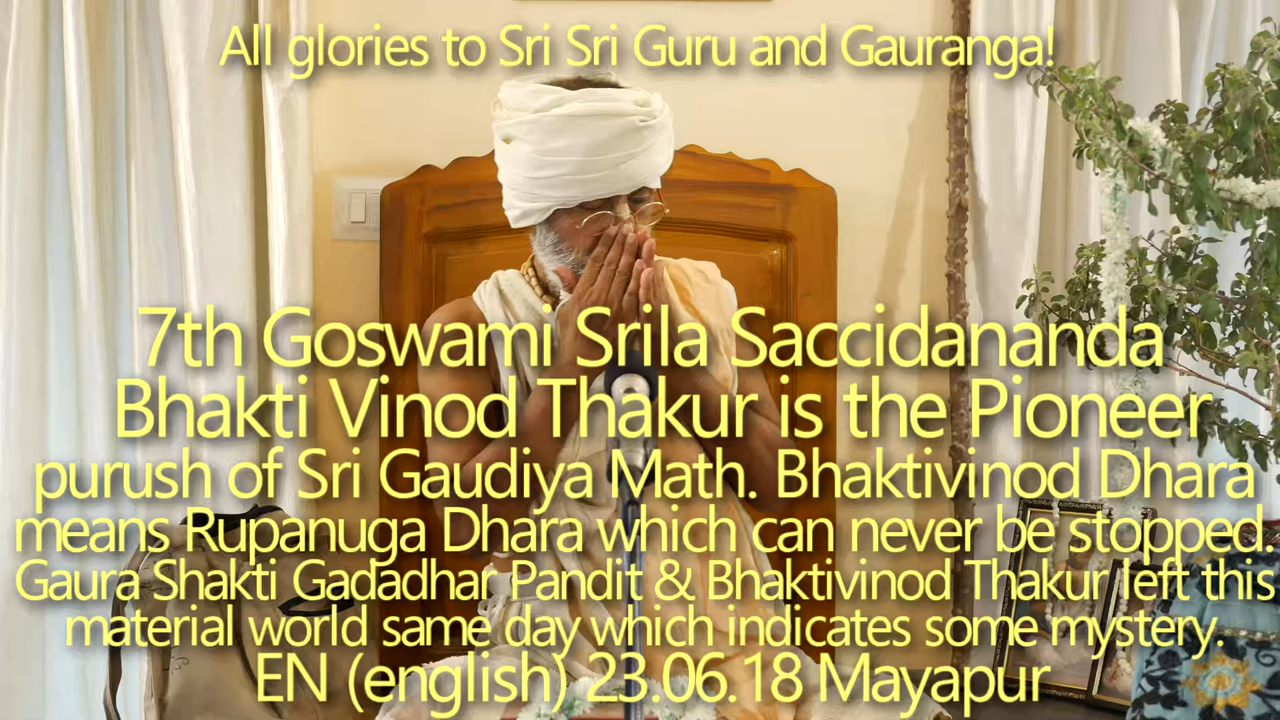 All glories to Sri Sri Guru and Gauranga!
7th Goswami Srila Saccidananda
Bhakti Vinod Thakur is the Pioneer
purush of Sri Gaudiya Math. Bhaktivinod Dhara
means Rupanuga Dhara which can never be stopped.
Gaura Shakti Gadadhar Pandit & Bhaktivinod Thakur left this
material world same day which indicates some mystery.
EN (english) 23.06.18 Mayapur